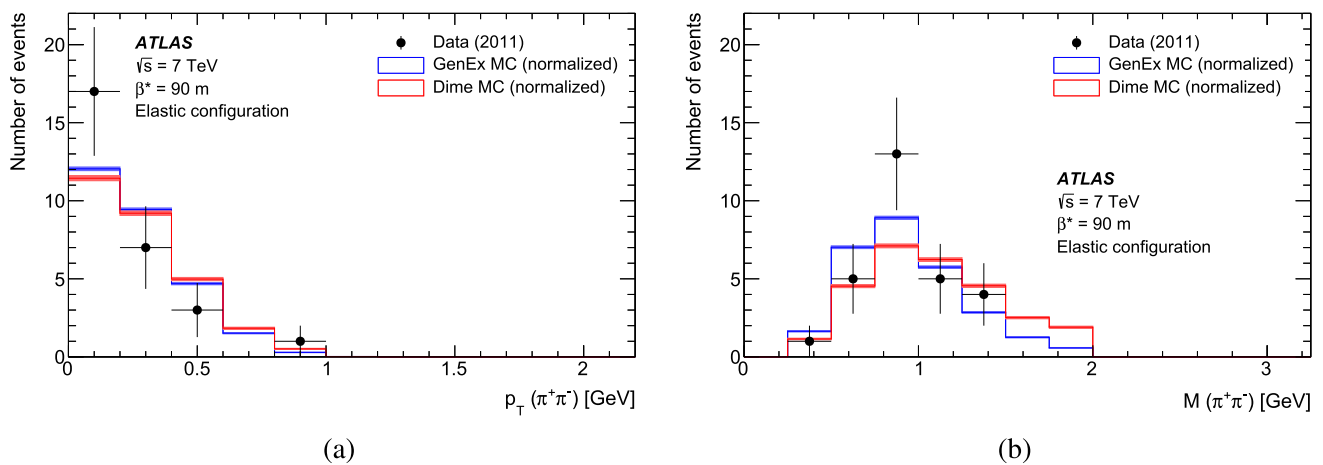 Number of events
20
15
10
5
0
ATLAS
√s = 7 TeV
β* = 90 m
Elastic configuration
Data (2011)
GenEx MC (normalized)
Dime MC (normalized)
0 0.5 1 1.5 2
p_T (π⁺π⁻) [GeV]
(a)
Number of events
20
15
10
5
0
Data (2011)
GenEx MC (normalized)
Dime MC (normalized)
ATLAS
√s = 7 TeV
β* = 90 m
Elastic configuration
0 1 2 3
M (π⁺π⁻) [GeV]
(b)